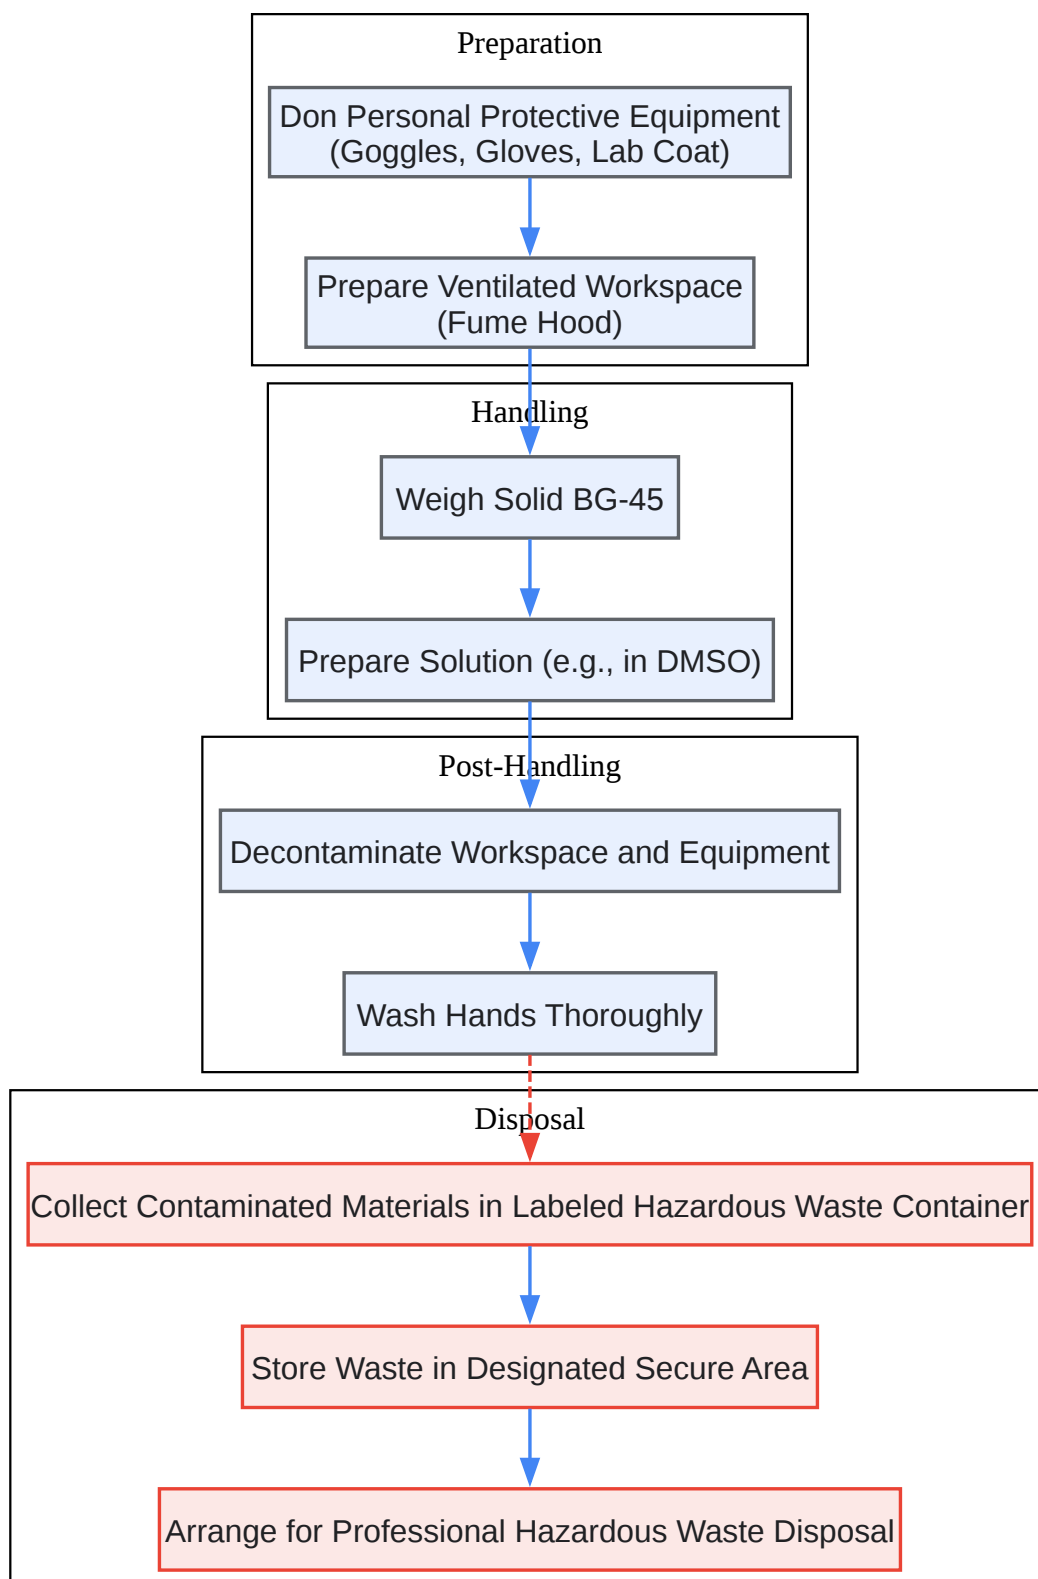 Preparation
Don Personal Protective Equipment
(Goggles, Gloves, Lab Coat)
Prepare Ventilated Workspace
(Fume Hood)
Handling
Weigh Solid BG-45
Prepare Solution (e.g., in DMSO)
Post-Handling
Decontaminate Workspace and Equipment
Wash Hands Thoroughly
Disposal
Collect Contaminated Materials in Labeled Hazardous Waste Container
Store Waste in Designated Secure Area
Arrange for Professional Hazardous Waste Disposal